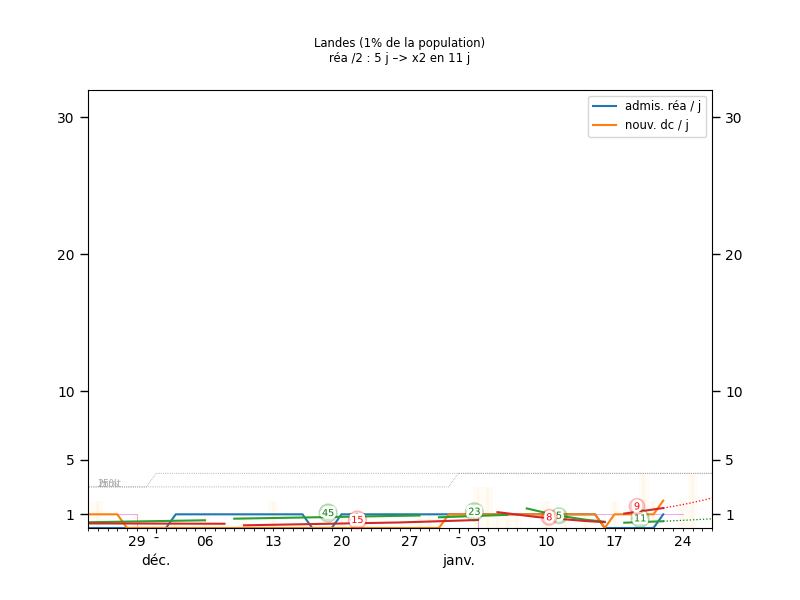 Landes (1% de la population)
réa /2 : 5 j –> x2 en 11 j
admis. réa / j
nouv. dc / j
30 30
20 20
10 10
5 5
1 1
45 15 23 8 5 9 11
29 06 13 20 27 03 10 17 24
déc. janv.